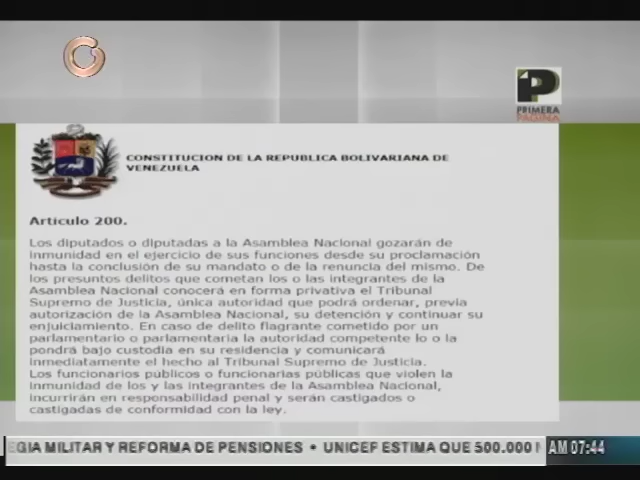 PRIMERA
PAGINA
CONSTITUCION DE LA REPUBLICA BOLIVARIANA DE
VENEZUELA
Artículo 200.
Los diputados o diputadas a la Asamblea Nacional gozarán de
inmunidad en el ejercicio de sus funciones desde su proclamación
hasta la conclusión de su mandato o de la renuncia del mismo. De
los presuntos delitos que cometan los o las integrantes de la
Asamblea Nacional conocerá en forma privativa el Tribunal
Supremo de Justicia, única autoridad que podrá ordenar, previa
autorización de la Asamblea Nacional, su detención y continuar su
enjuiciamiento. En caso de delito flagrante cometido por un
parlamentario o parlamentaria la autoridad competente lo o la
pondrá bajo custodia en su residencia y comunicará
inmediatamente el hecho al Tribunal Supremo de Justicia.
Los funcionarios públicos o funcionarias públicas que violen la
inmunidad de los y las integrantes de la Asamblea Nacional,
incurrirán en responsabilidad penal y serán castigados o
castigadas de conformidad con la ley.
EGIA MILITAR Y REFORMA DE PENSIONES • UNICEF ESTIMA QUE 500.000 AM 07:44